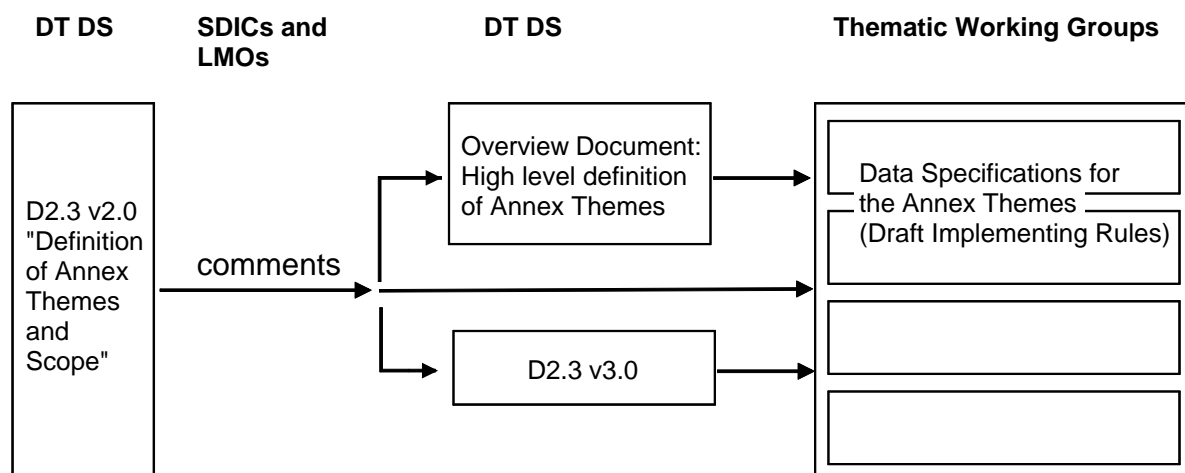 DT DS
SDICs and
LMOs
DT DS
Thematic Working Groups
D2.3 v2.0
"Definition
of Annex
Themes
and
Scope"
comments
Overview Document:
High level definition
of Annex Themes
D2.3 v3.0
Data Specifications for
the Annex Themes
(Draft Implementing Rules)